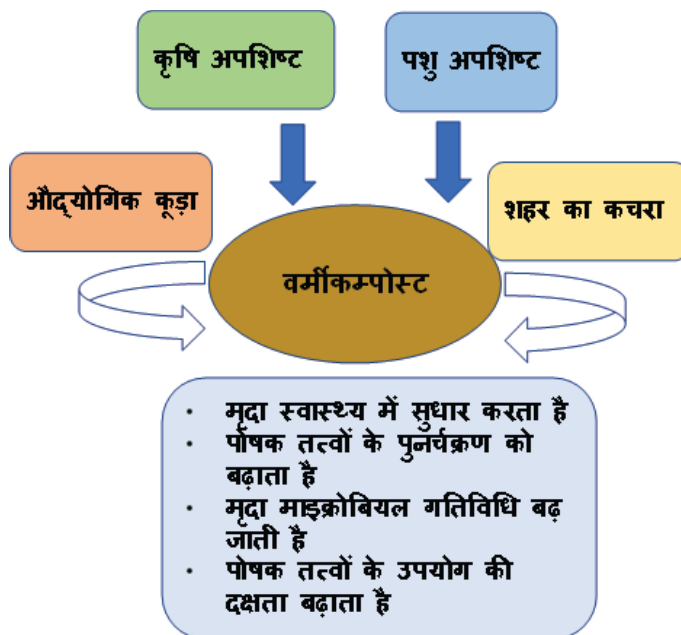 कृषि अपशिष्ट
पशु अपशिष्ट
औद्योगिक कूड़ा
शहर का कचरा
वर्मीकम्पोस्ट
• मृदा स्वास्थ्य में सुधार करता है
• पोषक तत्वों के पुनर्चक्रण को
बढ़ाता है
• मृदा माइक्रोबियल गतिविधि बढ़
जाती है
• पोषक तत्वों के उपयोग की
दक्षता बढ़ाता है